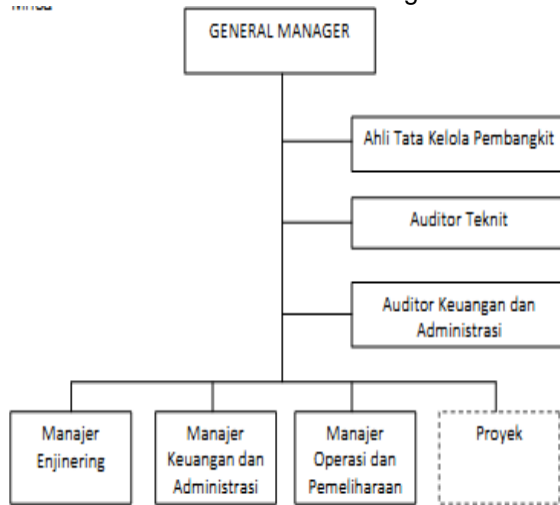 GENERAL MANAGER
Ahli Tata Kelola Pembangkit
Auditor Teknit
Auditor Keuangan dan
Administrasi
Manajer
Enjinering
Manajer
Keuangan dan
Administrasi
Manajer
Operasi dan
Pemeliharaan
Proyek